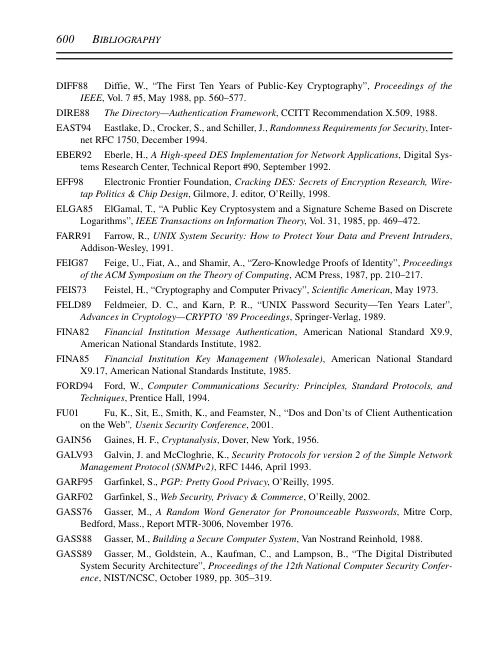 600 BIBLIOGRAPHY
DIFF88 Diffie, W., “The First Ten Years of Public-Key Cryptography”, Proceedings of the
IEEE, Vol. 7 #5, May 1988, pp. 560–577.
DIRE88 The Directory—Authentication Framework, CCITT Recommendation X.509, 1988.
EAST94 Eastlake, D., Crocker, S., and Schiller, J., Randomness Requirements for Security, Inter-
net RFC 1750, December 1994.
EBER92 Eberle, H., A High-speed DES Implementation for Network Applications, Digital Sys-
tems Research Center, Technical Report #90, September 1992.
EFF98 Electronic Frontier Foundation, Cracking DES: Secrets of Encryption Research, Wire-
tap Politics & Chip Design, Gilmore, J. editor, O’Reilly, 1998.
ELGA85 ElGamal, T., “A Public Key Cryptosystem and a Signature Scheme Based on Discrete
Logarithms”, IEEE Transactions on Information Theory, Vol. 31, 1985, pp. 469–472.
FARR91 Farrow, R., UNIX System Security: How to Protect Your Data and Prevent Intruders,
Addison-Wesley, 1991.
FEIG87 Feige, U., Fiat, A., and Shamir, A., “Zero-Knowledge Proofs of Identity”, Proceedings
of the ACM Symposium on the Theory of Computing, ACM Press, 1987, pp. 210–217.
FEIS73 Feistel, H., “Cryptography and Computer Privacy”, Scientific American, May 1973.
FELD89 Feldmeier, D. C., and Karn, P. R., “UNIX Password Security—Ten Years Later”,
Advances in Cryptology—CRYPTO ’89 Proceedings, Springer-Verlag, 1989.
FINA82 Financial Institution Message Authentication, American National Standard X9.9,
American National Standards Institute, 1982.
FINA85 Financial Institution Key Management (Wholesale), American National Standard
X9.17, American National Standards Institute, 1985.
FORD94 Ford, W., Computer Communications Security: Principles, Standard Protocols, and
Techniques, Prentice Hall, 1994.
FU01 Fu, K., Sit, E., Smith, K., and Feamster, N., “Dos and Don’ts of Client Authentication
on the Web”, Usenix Security Conference, 2001.
GAIN56 Gaines, H. F., Cryptanalysis, Dover, New York, 1956.
GALV93 Galvin, J. and McCloghrie, K., Security Protocols for version 2 of the Simple Network
Management Protocol (SNMPv2), RFC 1446, April 1993.
GARF95 Garfinkel, S., PGP: Pretty Good Privacy, O’Reilly, 1995.
GARF02 Garfinkel, S., Web Security, Privacy & Commerce, O’Reilly, 2002.
GASS76 Gasser, M., A Random Word Generator for Pronounceable Passwords, Mitre Corp,
Bedford, Mass., Report MTR-3006, November 1976.
GASS88 Gasser, M., Building a Secure Computer System, Van Nostrand Reinhold, 1988.
GASS89 Gasser, M., Goldstein, A., Kaufman, C., and Lampson, B., “The Digital Distributed
System Security Architecture”, Proceedings of the 12th National Computer Security Confer-
ence, NIST/NCSC, October 1989, pp. 305–319.